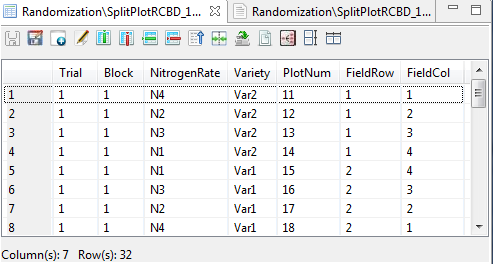 Randomization\SplitPlotRCBD_1...
Randomization\SplitPlotRCBD_1...
Trial Block NitrogenRate Variety PlotNum FieldRow FieldCol
1 1 1 N4 Var2 11 1 1
2 1 1 N2 Var2 12 1 2
3 1 1 N3 Var2 13 1 3
4 1 1 N1 Var2 14 1 4
5 1 1 N1 Var1 15 2 4
6 1 1 N3 Var1 16 2 3
7 1 1 N2 Var1 17 2 2
8 1 1 N4 Var1 18 2 1
Column(s): 7 Row(s): 32